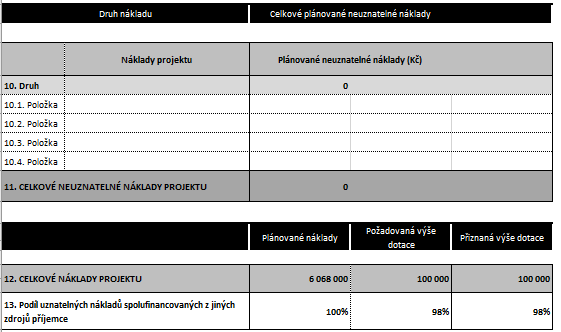 Druh nákladu Celkové plánované neuznatelné náklady
Náklady projektu Plánované neuznatelné náklady (Kč)
10. Druh 0
10.1. Položka
10.2. Položka
10.3. Položka
10.4. Položka
11. CELKOVÉ NEUZNATELNÉ NÁKLADY PROJEKTU 0
Plánované náklady Požadovaná výše dotace Přiznaná výše dotace
12. CELKOVÉ NÁKLADY PROJEKTU 6 068 000 100 000 100 000
13. Podíl uznatelných nákladů spolufinancovaných z jiných
zdrojů příjemce 100% 98% 98%